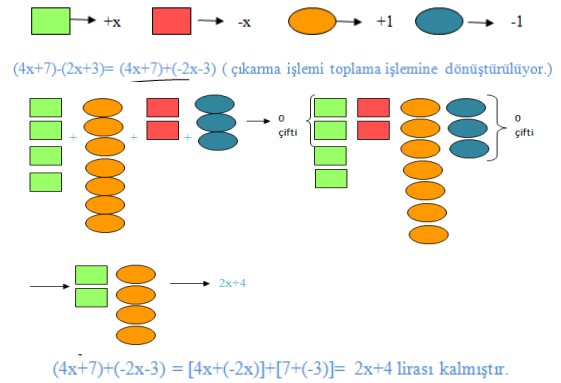 +x -x +1 -1
(4x+7)-(2x+3)= (4x+7)+(-2x-3) ( çıkarma işlemi toplama işlemine dönüştürülüyor.)
+ + + 0 çifti 0 çifti
2x+4
(4x+7)+(-2x-3) = [4x+(-2x)]+[7+(-3)]= 2x+4 lirası kalmıştır.